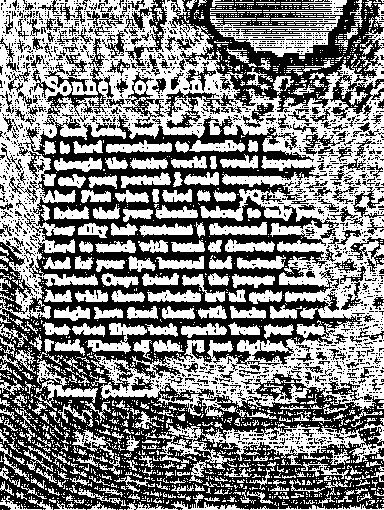 Sonnet for Lena
O dear Lena, your beauty is so
It is hard sometimes to describe it fast.
I thought the entire world I would impress
If only your portrait I could
First when I tried to use VQ
I found that your cheeks belong to only you.
Your silky hair contains a thousand lines
Hard to match with sums of discrete cosines.
And for your lips, sensual and tactual
Thirteen Crays found not the proper fractal.
And while these setbacks are all quite severe
I might have fixed them with hacks here or there
But when filters took sparkle from your eyes
I said, 'Damn all this. I'll just digitize.'
Thomas Colthurst